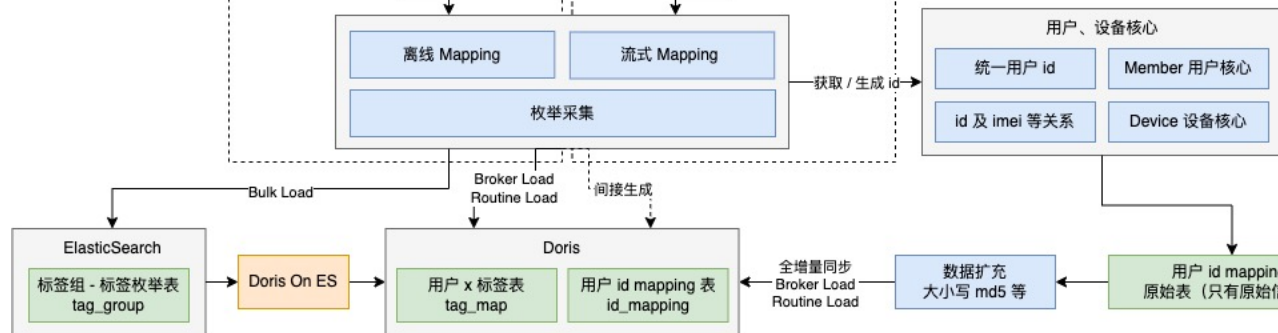 离线 Mapping
流式 Mapping
枚举采集
获取 / 生成 id
用户、设备核心
统一用户 id
Member 用户核心
id 及 imei 等关系
Device 设备核心
Bulk Load
Broker Load
Routine Load
间接生成
ElasticSearch
标签组 - 标签枚举表
tag_group
Doris On ES
Doris
用户 x 标签表
tag_map
用户 id mapping 表
id_mapping
全增量同步
Broker Load
Routine Load
数据扩充
大小写 md5 等
用户 id mappin
原始表（只有原始